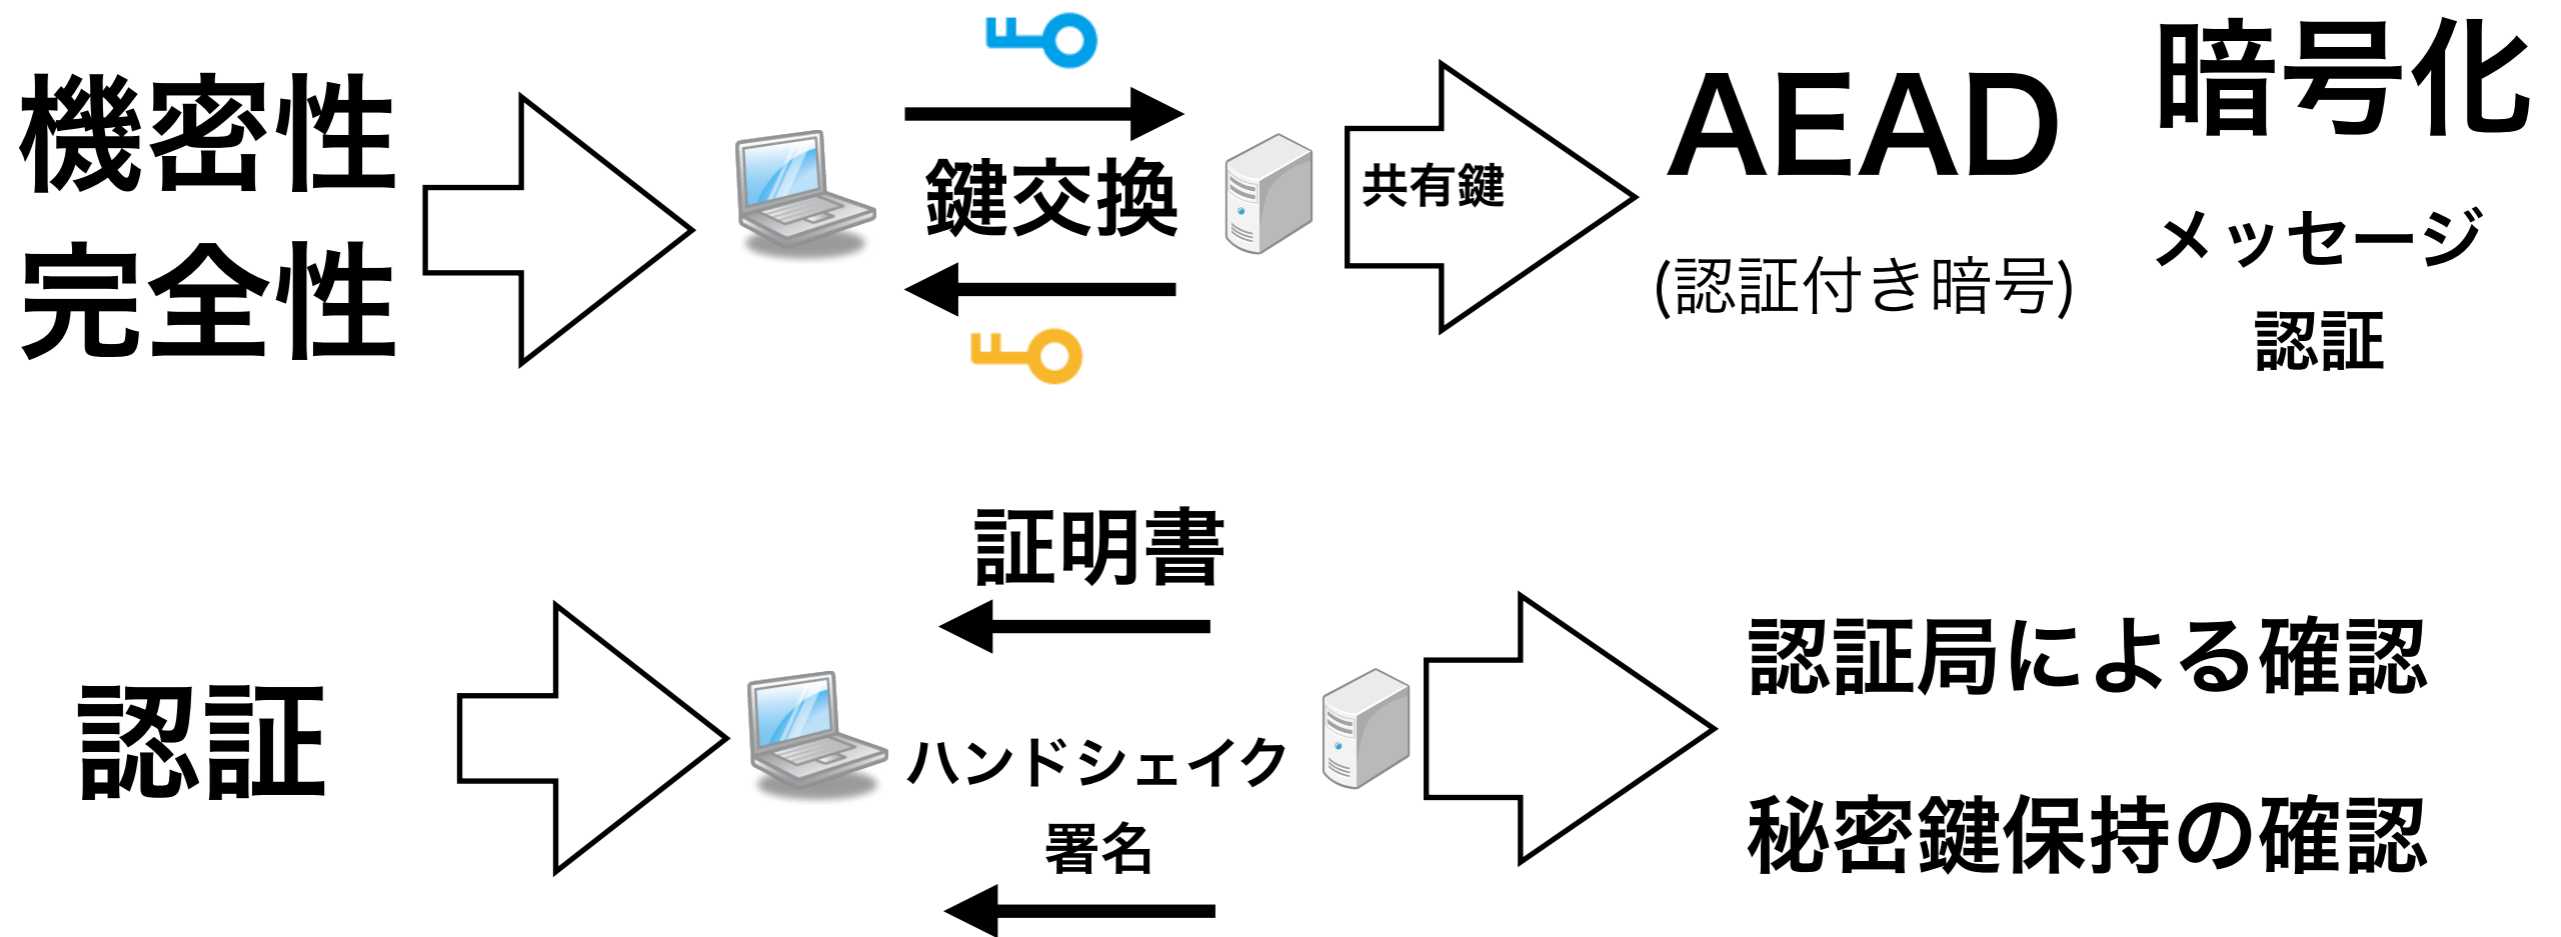 機密性
完全性
鍵交換
共有鍵
AEAD
(認証付き暗号)
暗号化
メッセージ
認証
認証
証明書
ハンドシェイク
署名
認証局による確認
秘密鍵保持の確認